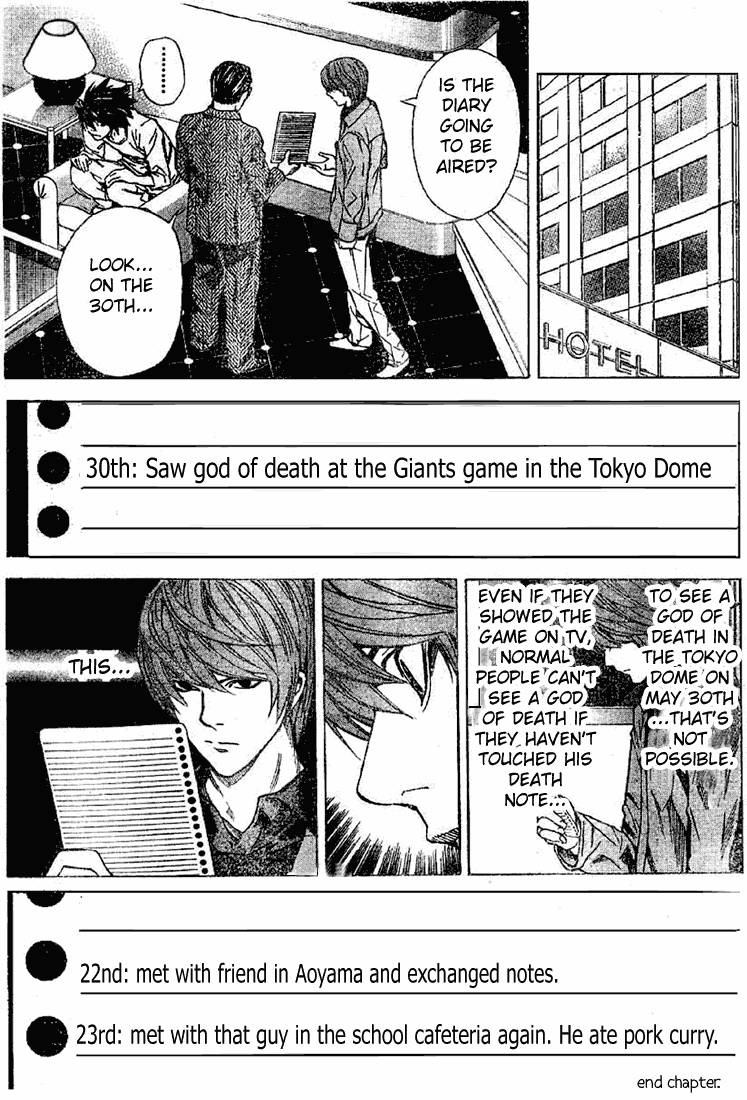 HOTEL
IS THE
DIARY
GOING
TO BE
AIRED?
........
LOOK...
ON THE
30TH...
30th: Saw god of death at the Giants game in the Tokyo Dome
TO SEE A
GOD OF
DEATH IN
THE TOKYO
DOME ON
MAY 30TH
...THAT'S
NOT
POSSIBLE.
EVEN IF THEY
SHOWED THE
GAME ON TV,
NORMAL
PEOPLE CAN'T
SEE A GOD
OF DEATH IF
THEY HAVEN'T
TOUCHED HIS
DEATH
NOTE...
THIS...
22nd: met with friend in Aoyama and exchanged notes.
23rd: met with that guy in the school cafeteria again. He ate pork curry.
end chapter.